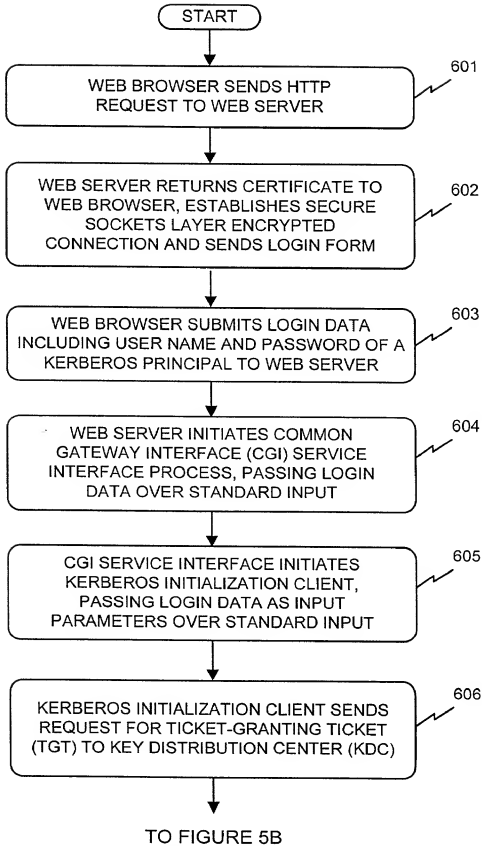 START
WEB BROWSER SENDS HTTP
REQUEST TO WEB SERVER
601
WEB SERVER RETURNS CERTIFICATE TO
WEB BROWSER, ESTABLISHES SECURE
SOCKETS LAYER ENCRYPTED
CONNECTION AND SENDS LOGIN FORM
602
WEB BROWSER SUBMITS LOGIN DATA
INCLUDING USER NAME AND PASSWORD OF A
KERBEROS PRINCIPAL TO WEB SERVER
603
WEB SERVER INITIATES COMMON
GATEWAY INTERFACE (CGI) SERVICE
INTERFACE PROCESS, PASSING LOGIN
DATA OVER STANDARD INPUT
604
CGI SERVICE INTERFACE INITIATES
KERBEROS INITIALIZATION CLIENT,
PASSING LOGIN DATA AS INPUT
PARAMETERS OVER STANDARD INPUT
605
KERBEROS INITIALIZATION CLIENT SENDS
REQUEST FOR TICKET-GRANTING TICKET
(TGT) TO KEY DISTRIBUTION CENTER (KDC)
606
TO FIGURE 5B